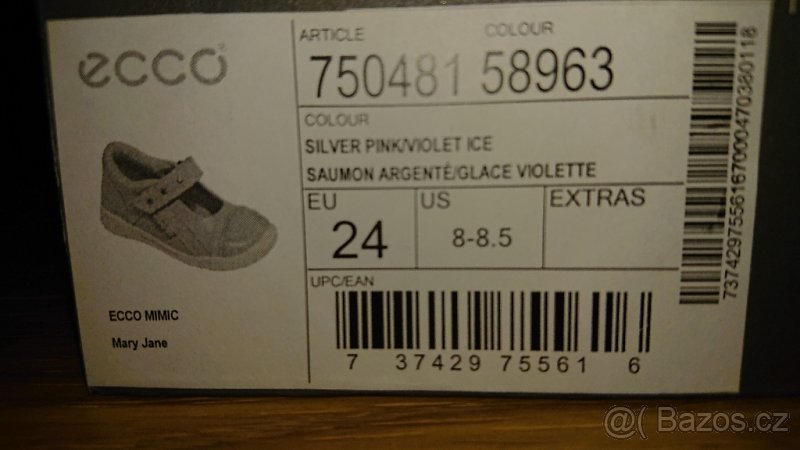 ecco
ARTICLE COLOUR
750481 58963
COLOUR
SILVER PINK/VIOLET ICE
SAUMON ARGENTÉ/GLACE VIOLETTE
EU US EXTRAS
24 8-8.5
UPC/EAN
7 37429 75561 6
ECCO MIMIC
Mary Jane
737429755616700047038011８
@( Bazos.cz